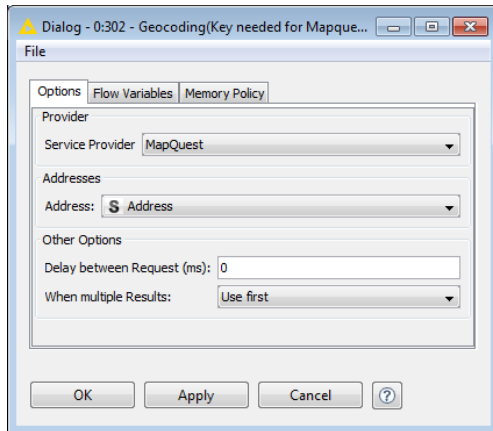 Dialog - 0:302 - Geocoding(Key needed for Mapque...
File
Options Flow Variables Memory Policy
Provider
Service Provider MapQuest
Addresses
Address: S Address
Other Options
Delay between Request (ms): 0
When multiple Results: Use first
OK Apply Cancel ?